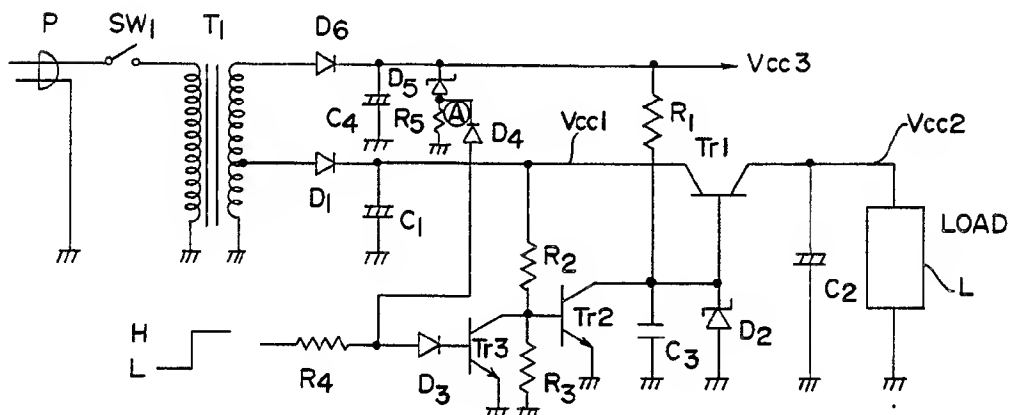 P SW1 T1 D6
Vcc3
D5
A
C4 R5 D4 R1
Vcc1 Tr1 Vcc2
D1 C1
R2
LOAD
L
C2
H
L
R4 D3 Tr3 Tr2 R3 C3 D2